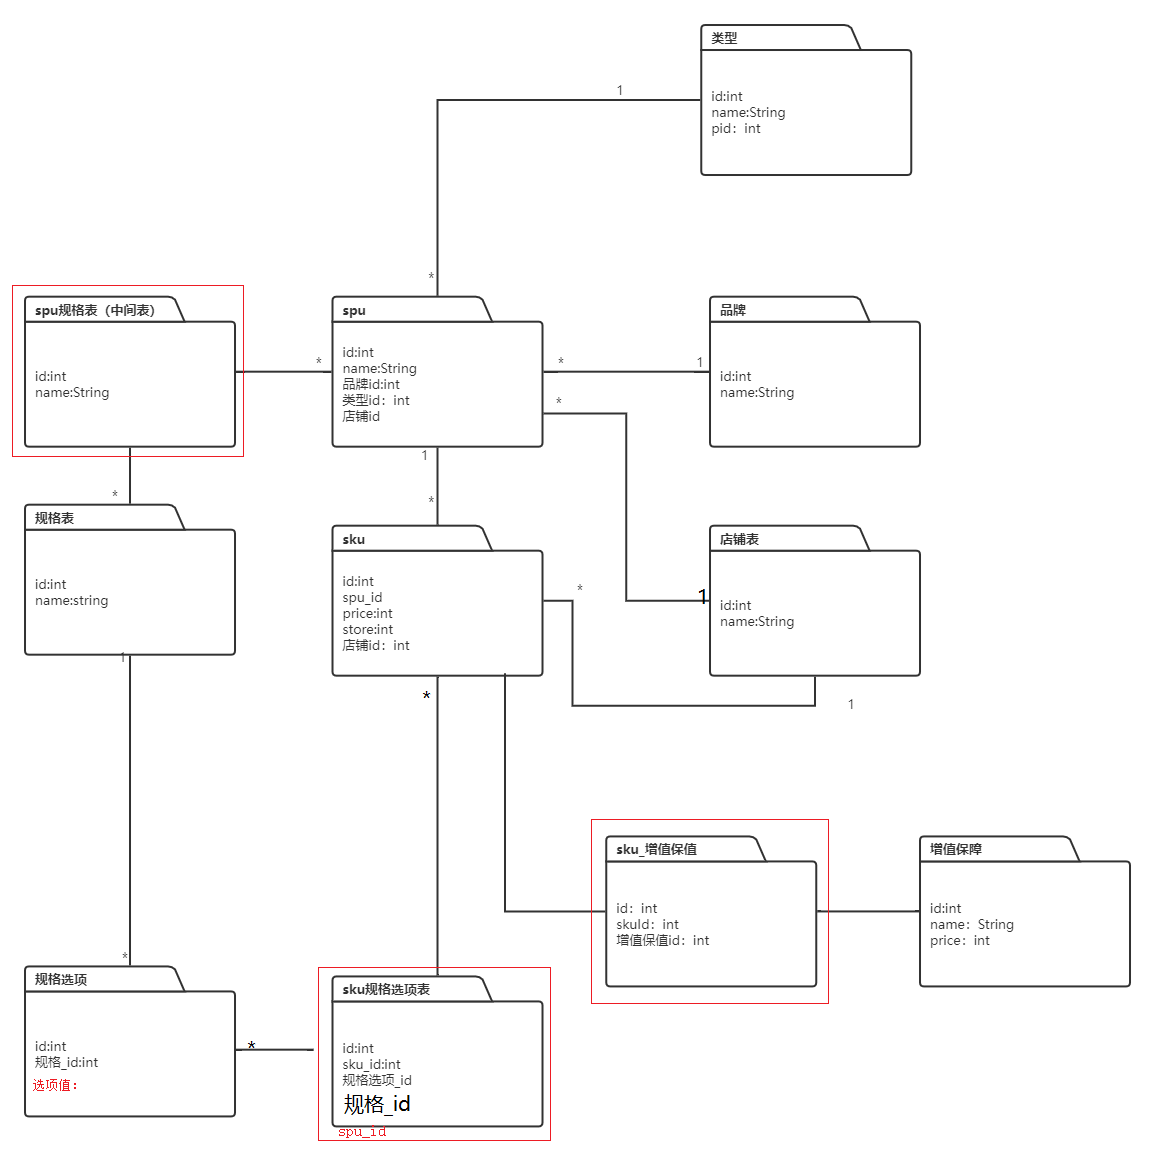 类型
id:int
name:String
pid：int
1
*
spu规格表（中间表）
id:int
name:String
*
spu
id:int
name:String
品牌id:int
类型id：int
店铺id
*
1
*
品牌
id:int
name:String
1
*
*
规格表
id:int
name:string
1
sku
id:int
spu_id
price:int
store:int
店铺id：int
*
1
店铺表
id:int
name:String
*
1
sku_增值保值
id：int
skuId：int
增值保值id：int
增值保障
id:int
name：String
price：int
*
规格选项
id:int
规格_id:int
选项值：
*
sku规格选项表
id:int
sku_id:int
规格选项_id
规格_id
spu_id